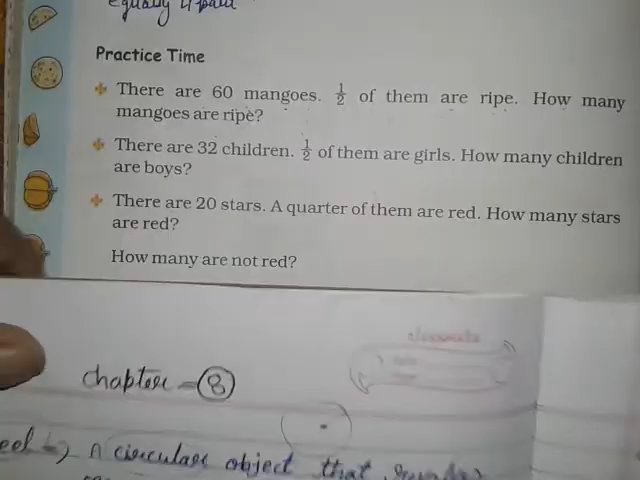 equally
Practice Time
There are 60 mangoes. 1/2 of them are ripe. How many
mangoes are ripe?
There are 32 children. 1/2 of them are girls. How many children
are boys?
There are 20 stars. A quarter of them are red. How many stars
are red?
How many are not red?
classmate
chapter - 8
A circular object that